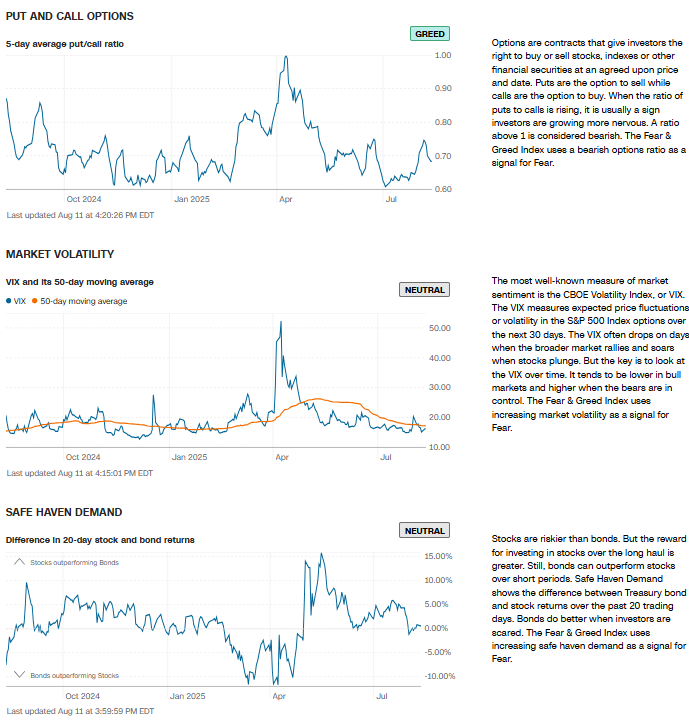 PUT AND CALL OPTIONS
GREED
5-day average put/call ratio
1.00
0.90
0.80
0.70
0.60
Oct 2024
Jan 2025
Apr
Jul
Last updated Aug 11 at 4:20:26 PM EDT
Options are contracts that give investors the
right to buy or sell stocks, indexes or other
financial securities at an agreed upon price
and date. Puts are the option to sell while
calls are the option to buy. When the ratio of
puts to calls is rising, it is usually a sign
investors are growing more nervous. A ratio
above 1 is considered bearish. The Fear &
Greed Index uses a bearish options ratio as a
signal for Fear.
MARKET VOLATILITY
VIX and its 50-day moving average
NEUTRAL
VIX
50-day moving average
50.00
40.00
30.00
20.00
10.00
Oct 2024
Jan 2025
Apr
Jul
Last updated Aug 11 at 4:15:01 PM EDT
The most well-known measure of market
sentiment is the CBOE Volatility Index, or VIX.
The VIX measures expected price fluctuations
or volatility in the S&P 500 Index options over
the next 30 days. The VIX often drops on days
when the broader market rallies and soars
when stocks plunge. But the key is to look at
the VIX over time. It tends to be lower in bull
markets and higher when the bears are in
control. The Fear & Greed Index uses
increasing market volatility as a signal for
Fear.
SAFE HAVEN DEMAND
NEUTRAL
Difference in 20-day stock and bond returns
Stocks outperforming Bonds
15.00%
10.00%
5.00%
0.00%
-5.00%
-10.00%
Bonds outperforming Stocks
Oct 2024
Jan 2025
Apr
Jul
Last updated Aug 11 at 3:59:59 PM EDT
Stocks are riskier than bonds. But the reward
for investing in stocks over the long haul is
greater. Still, bonds can outperform stocks
over short periods. Safe Haven Demand
shows the difference between Treasury bond
and stock returns over the past 20 trading
days. Bonds do better when investors are
scared. The Fear & Greed Index uses
increasing safe haven demand as a signal for
Fear.